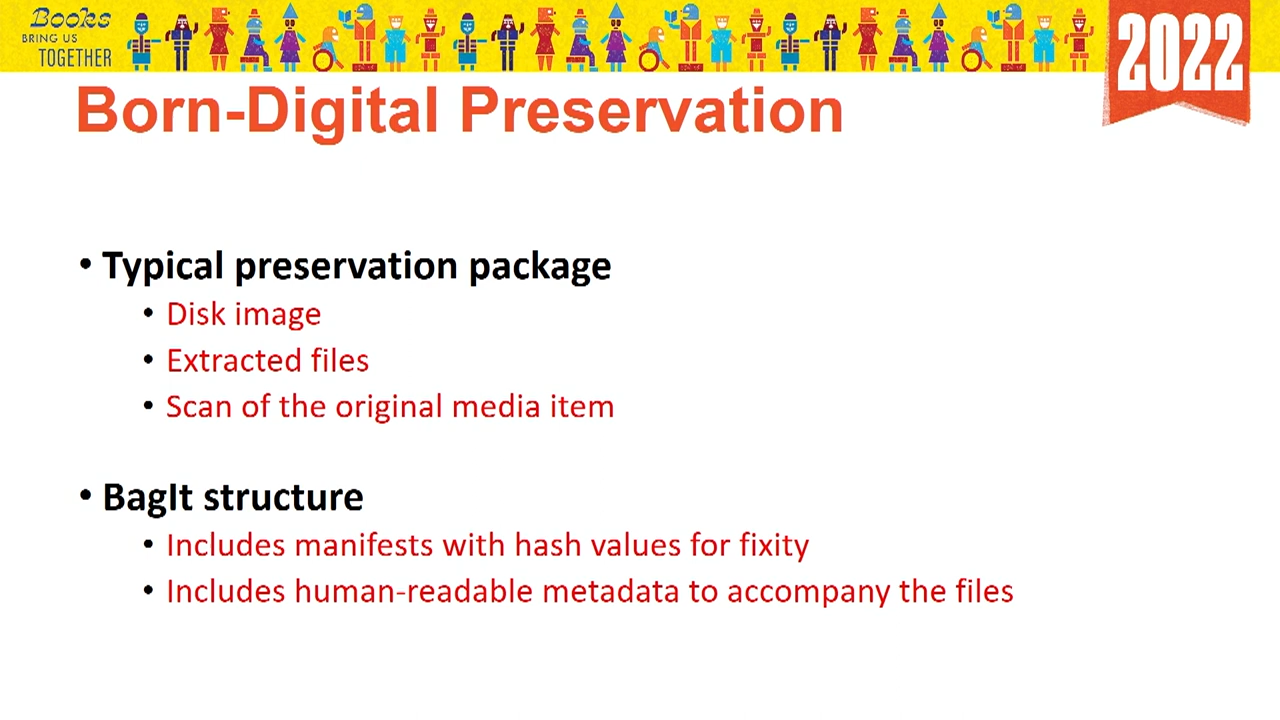 Books
BRING US
TOGETHER
2022
Born-Digital Preservation
• Typical preservation package
• Disk image
• Extracted files
• Scan of the original media item
• BagIt structure
• Includes manifests with hash values for fixity
• Includes human-readable metadata to accompany the files